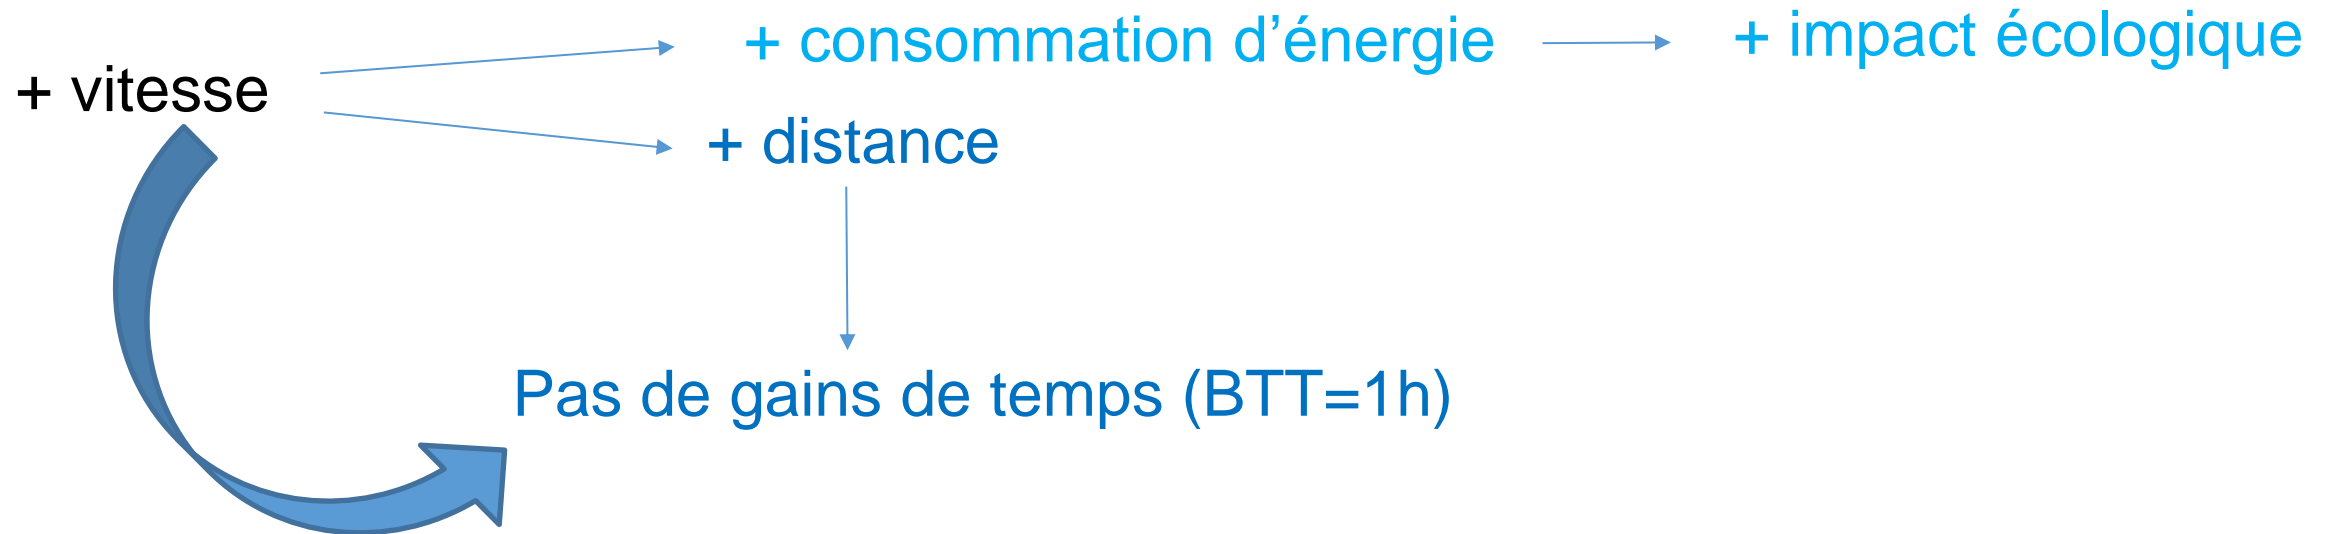 + consommation d’énergie
+ impact écologique
+ vitesse
+ distance
Pas de gains de temps (BTT=1h)